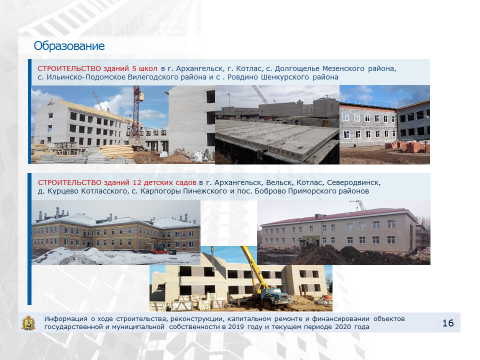 Образование
СТРОИТЕЛЬСТВО зданий 5 школ в г. Архангельск, г. Котлас, с. Долгощелье Мезенского района,
с. Ильинско-Подомское Вилегодского района и с . Ровдино Шенкурского района
СТРОИТЕЛЬСТВО зданий 12 детских садов в г. Архангельск, Вельск, Котлас, Северодвинск,
д. Курцево Котласского, с. Карпогоры Пинежского и пос. Боброво Приморского районов
Информация о ходе строительства, реконструкции, капитальном ремонте и финансировании объектов
государственной и муниципальной собственности в 2019 году и текущем периоде 2020 года
16